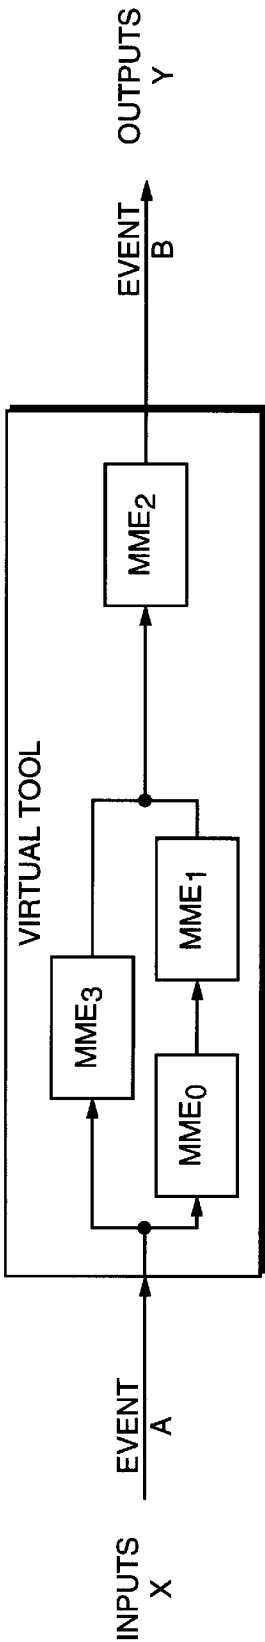 INPUTS
X
EVENT
A
VIRTUAL TOOL
MME3
MME0
MME1
MME2
EVENT
B
OUTPUTS
Y